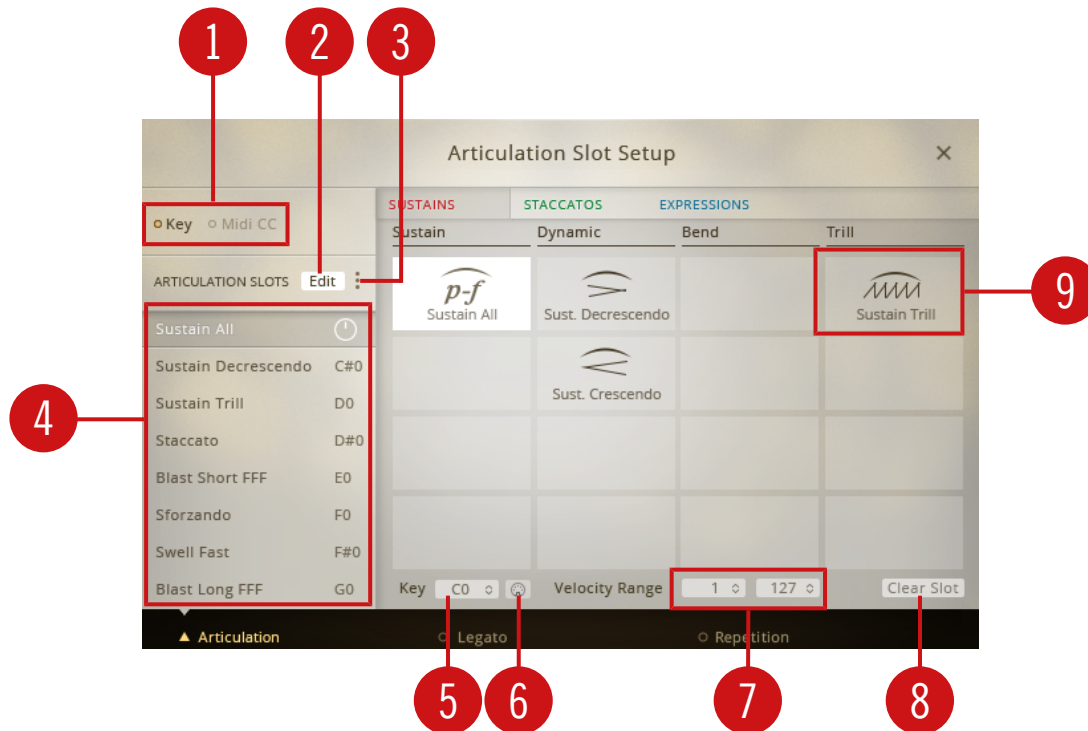 1
2
3
Articulation Slot Setup
Key Midi CC
SUSTAINS STACCATOS EXPRESSIONS
Sustain Dynamic Bend Trill
ARTICULATION SLOTS Edit
p-f
Sustain All
Sust. Decrescendo
Sustain Trill
9
Sust. Crescendo
4
Sustain All
Sustain Decrescendo C#0
Sustain Trill D0
Staccato D#0
Blast Short FFF E0
Sforzando F0
Swell Fast F#0
Blast Long FFF G0
Key C0 Velocity Range 1 127 Clear Slot
Articulation Legato Repetition
5
6
7
8